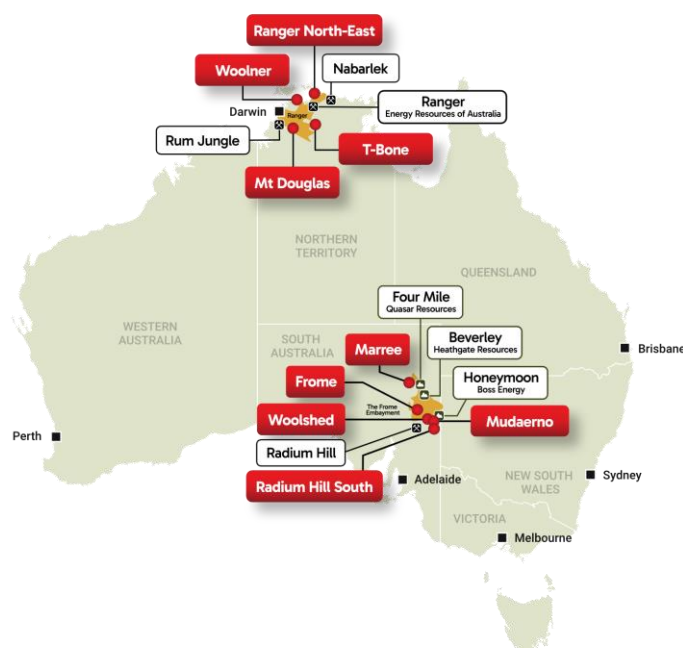 Ranger North-East
Woolner
Nabarlek
Darwin
Ranger
Ranger
Energy Resources of Australia
Rum Jungle
T-Bone
Mt Douglas
NORTHERN
TERRITORY
QUEENSLAND
WESTERN
AUSTRALIA
Four Mile
Quasar Resources
SOUTH
AUSTRALIA
Marree
Beverley
Heathgate Resources
Brisbane
Frome
Honeymoon
Boss Energy
The Frome
Embayment
Woolshed
Mudaerno
Perth
Radium Hill
Radium Hill South
Adelaide
NEW SOUTH
WALES
Sydney
VICTORIA
Melbourne